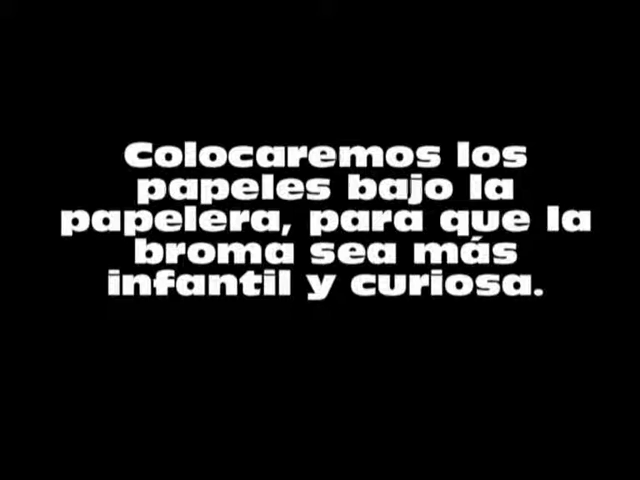 Colocaremos los
papeles bajo la
papelera, para que la
broma sea más
infantil y curiosa.